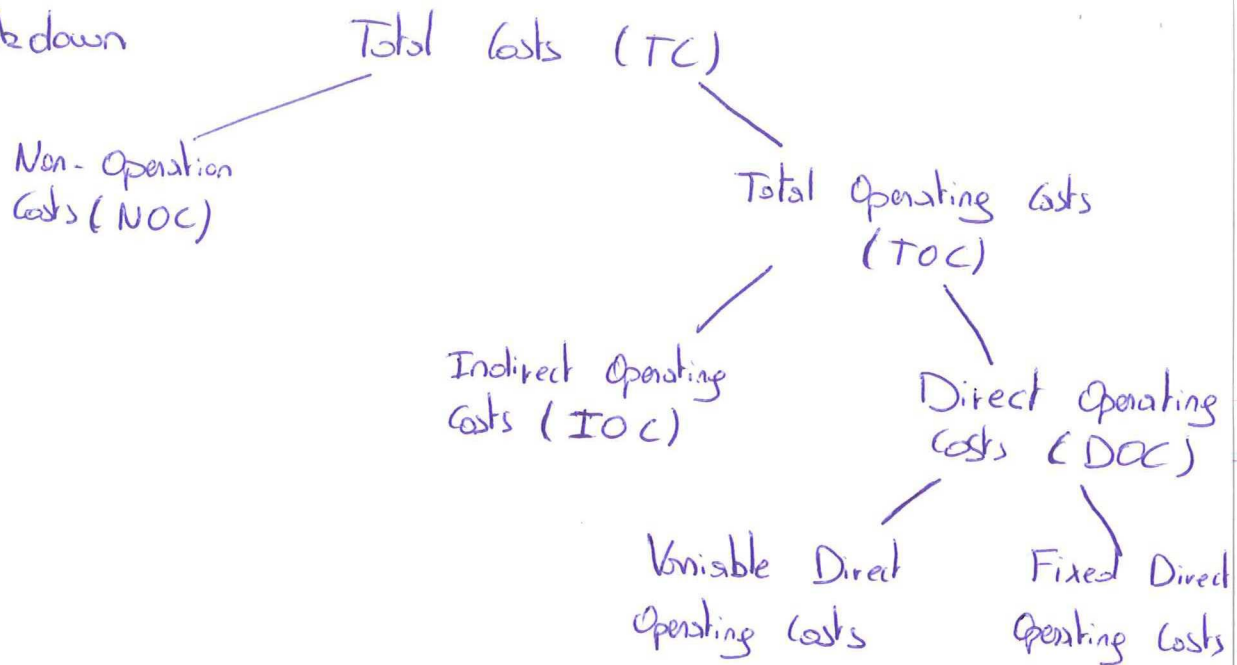 kdown
Total Costs (TC)
Non-Operation
Costs (NOC)
Total Operating Costs
(TOC)
Indirect Operating
Costs (IOC)
Direct Operating
Costs (DOC)
Variable Direct
Operating Costs
Fixed Direct
Operating Costs